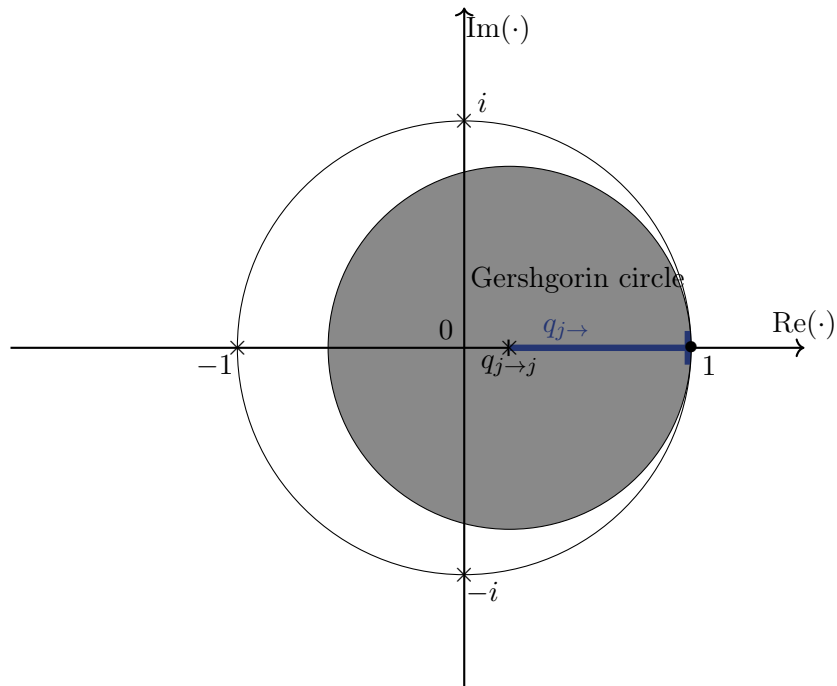 Im(·)
i
Gershgorin circle
0
q_{j→}
Re(·)
−1
q_{j→j}
1
−i